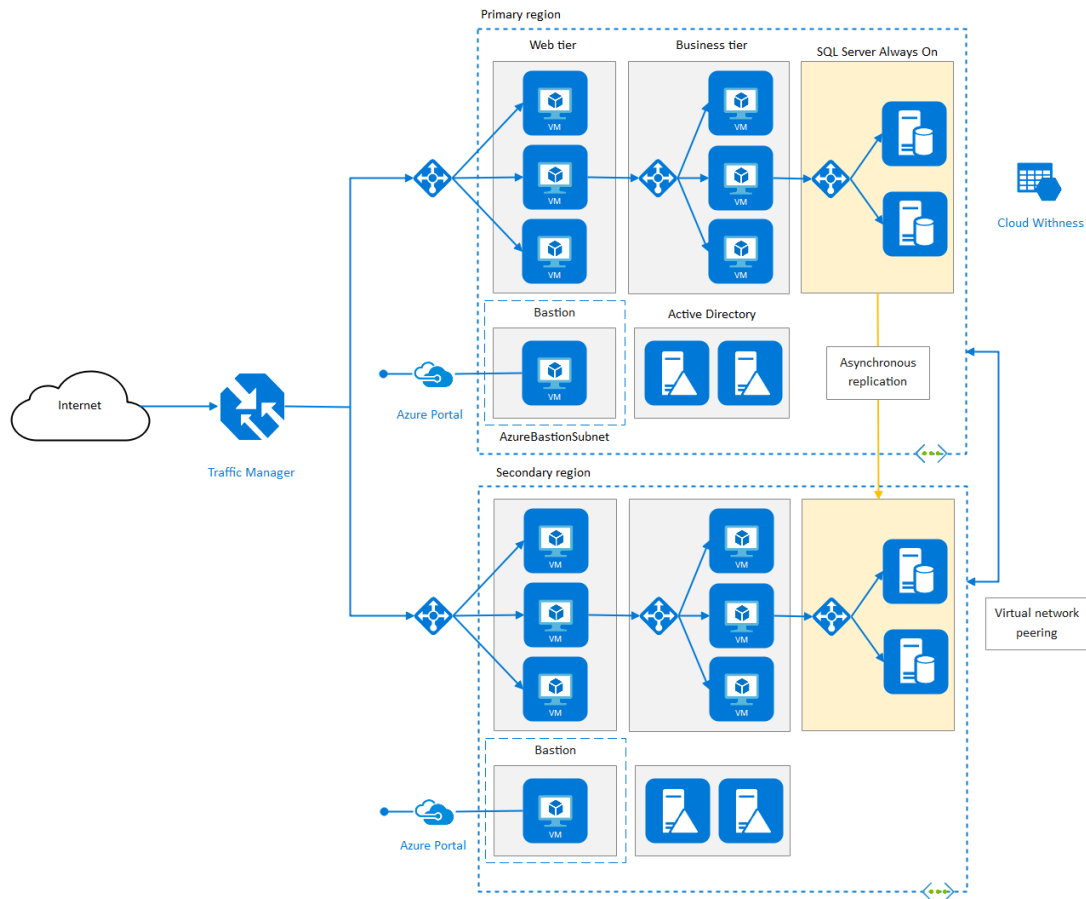 Primary region
Web tier
Business tier
SQL Server Always On
VM
VM
VM
VM
VM
VM
Cloud Withness
Bastion
VM
AzureBastionSubnet
Active Directory
Azure Portal
Asynchronous
replication
Internet
Traffic Manager
Secondary region
VM
VM
VM
VM
VM
VM
Virtual network
peering
Bastion
VM
Azure Portal